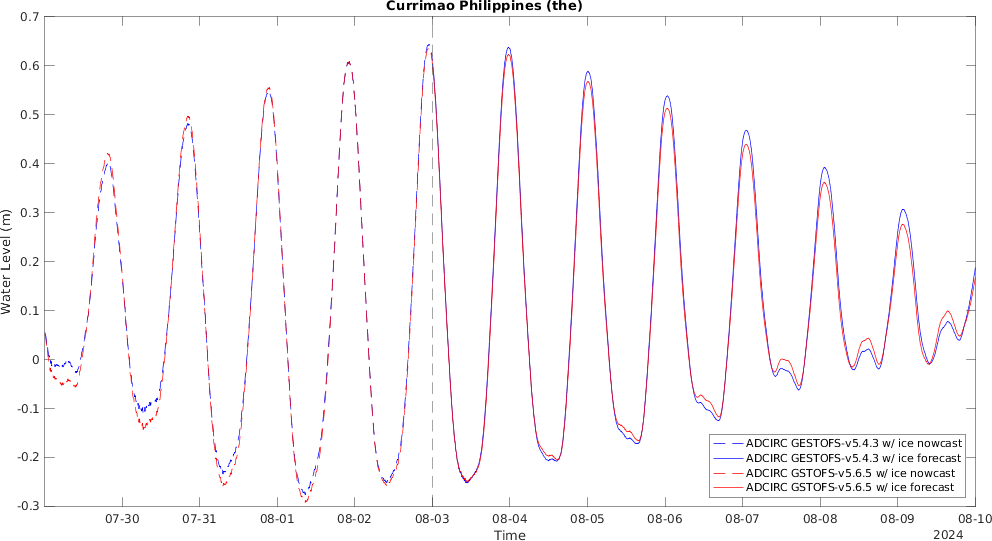 Currimao Philippines (the)
0.7
0.6
0.5
0.4
0.3
0.2
0.1
0
-0.1
-0.2
-0.3
Water Level (m)
ADCIRC GESTOFS-v5.4.3 w/ ice nowcast
ADCIRC GESTOFS-v5.4.3 w/ ice forecast
ADCIRC GSTOFS-v5.6.5 w/ ice nowcast
ADCIRC GSTOFS-v5.6.5 w/ ice forecast
07-30 07-31 08-01 08-02 08-03 08-04 08-05 08-06 08-07 08-08 08-09 08-10
Time
2024